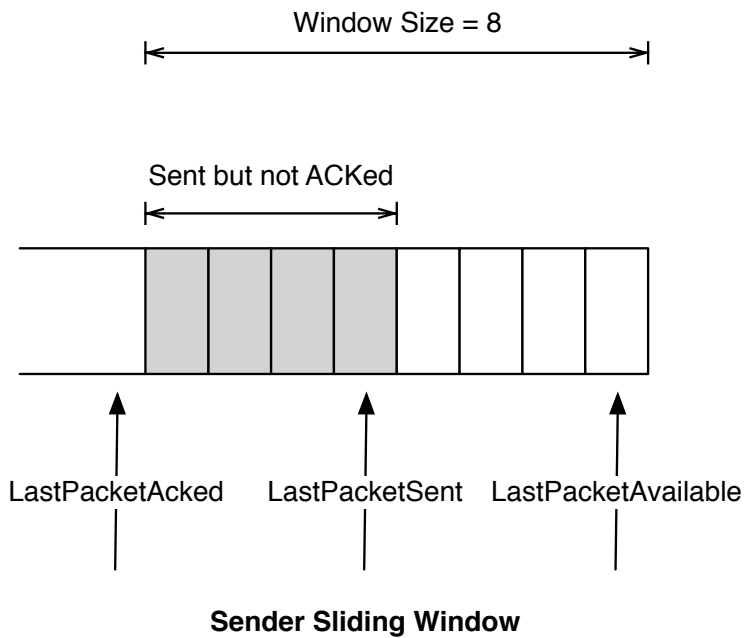 Window Size = 8
Sent but not ACKed
LastPacketAcked
LastPacketSent
LastPacketAvailable
Sender Sliding Window